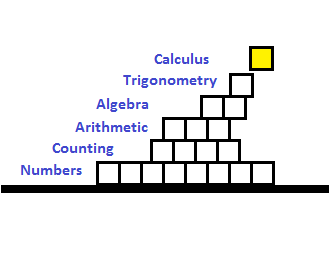 Calculus
Trigonometry
Algebra
Arithmetic
Counting
Numbers